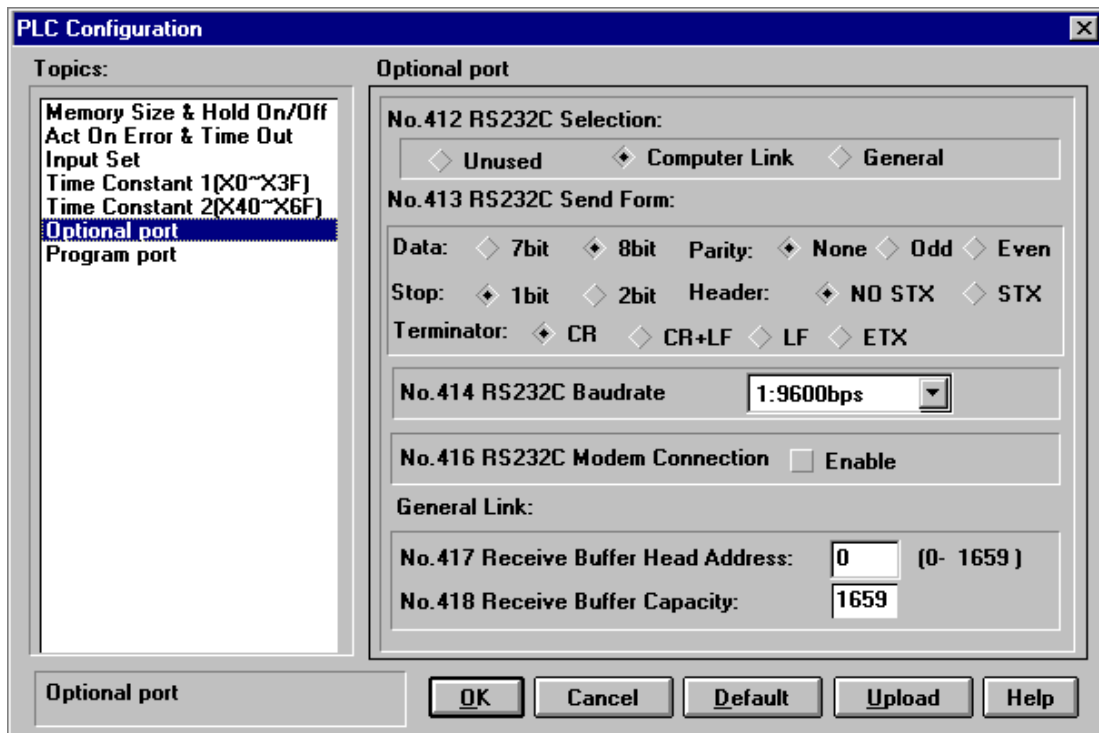 PLC Configuration
Topics:
Memory Size & Hold On/Off
Act On Error & Time Out
Input Set
Time Constant 1(X0~X3F)
Time Constant 2(X40~X6F)
Optional port
Program port
Optional port
No.412 RS232C Selection:
Unused Computer Link General
No.413 RS232C Send Form:
Data: 7bit 8bit Parity: None Odd Even
Stop: 1bit 2bit Header: NO STX STX
Terminator: CR CR+LF LF ETX
No.414 RS232C Baudrate 1:9600bps
No.416 RS232C Modem Connection Enable
General Link:
No.417 Receive Buffer Head Address: 0 (0- 1659 )
No.418 Receive Buffer Capacity: 1659
Optional port
OK Cancel Default Upload Help